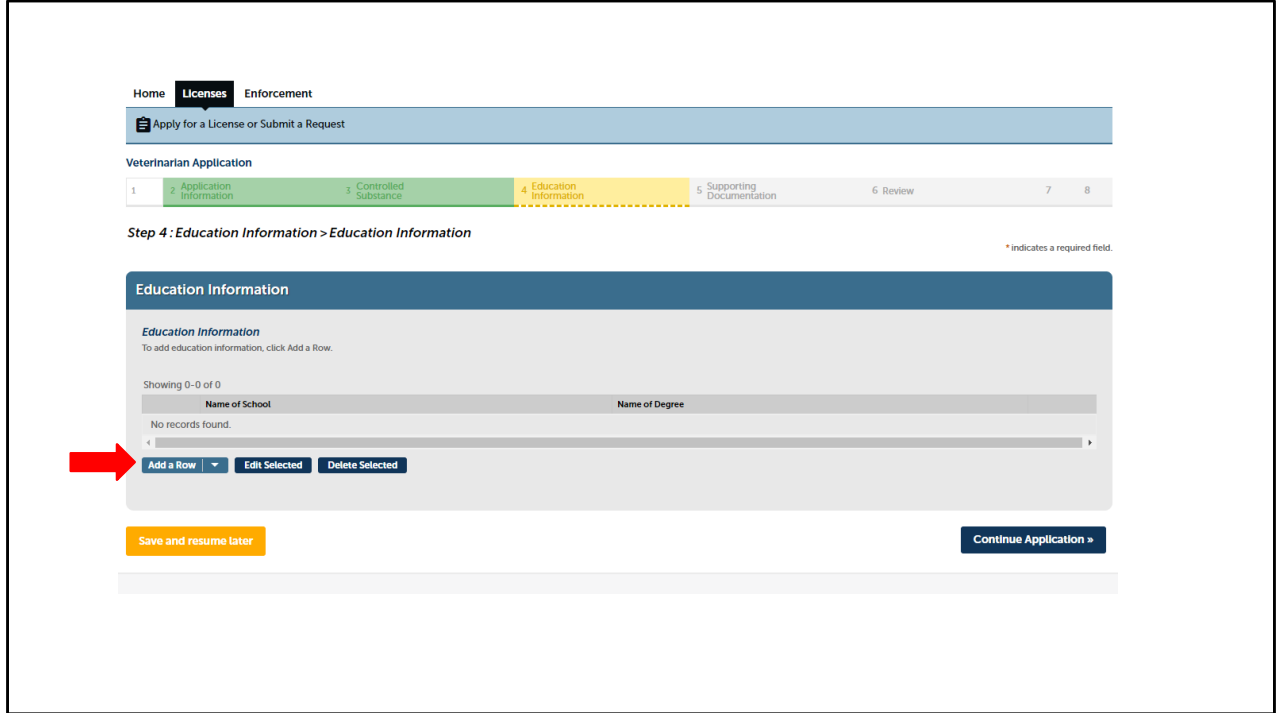 Home Licenses Enforcement
Apply for a License or Submit a Request
Veterinarian Application
1 2 Application Information 3 Controlled Substance 4 Education Information 5 Supporting Documentation 6 Review 7 8
Step 4 : Education Information > Education Information
* indicates a required field.
Education Information
Education Information
To add education information, click Add a Row.
Showing 0-0 of 0
Name of School Name of Degree
No records found.
Add a Row Edit Selected Delete Selected
Save and resume later Continue Application »